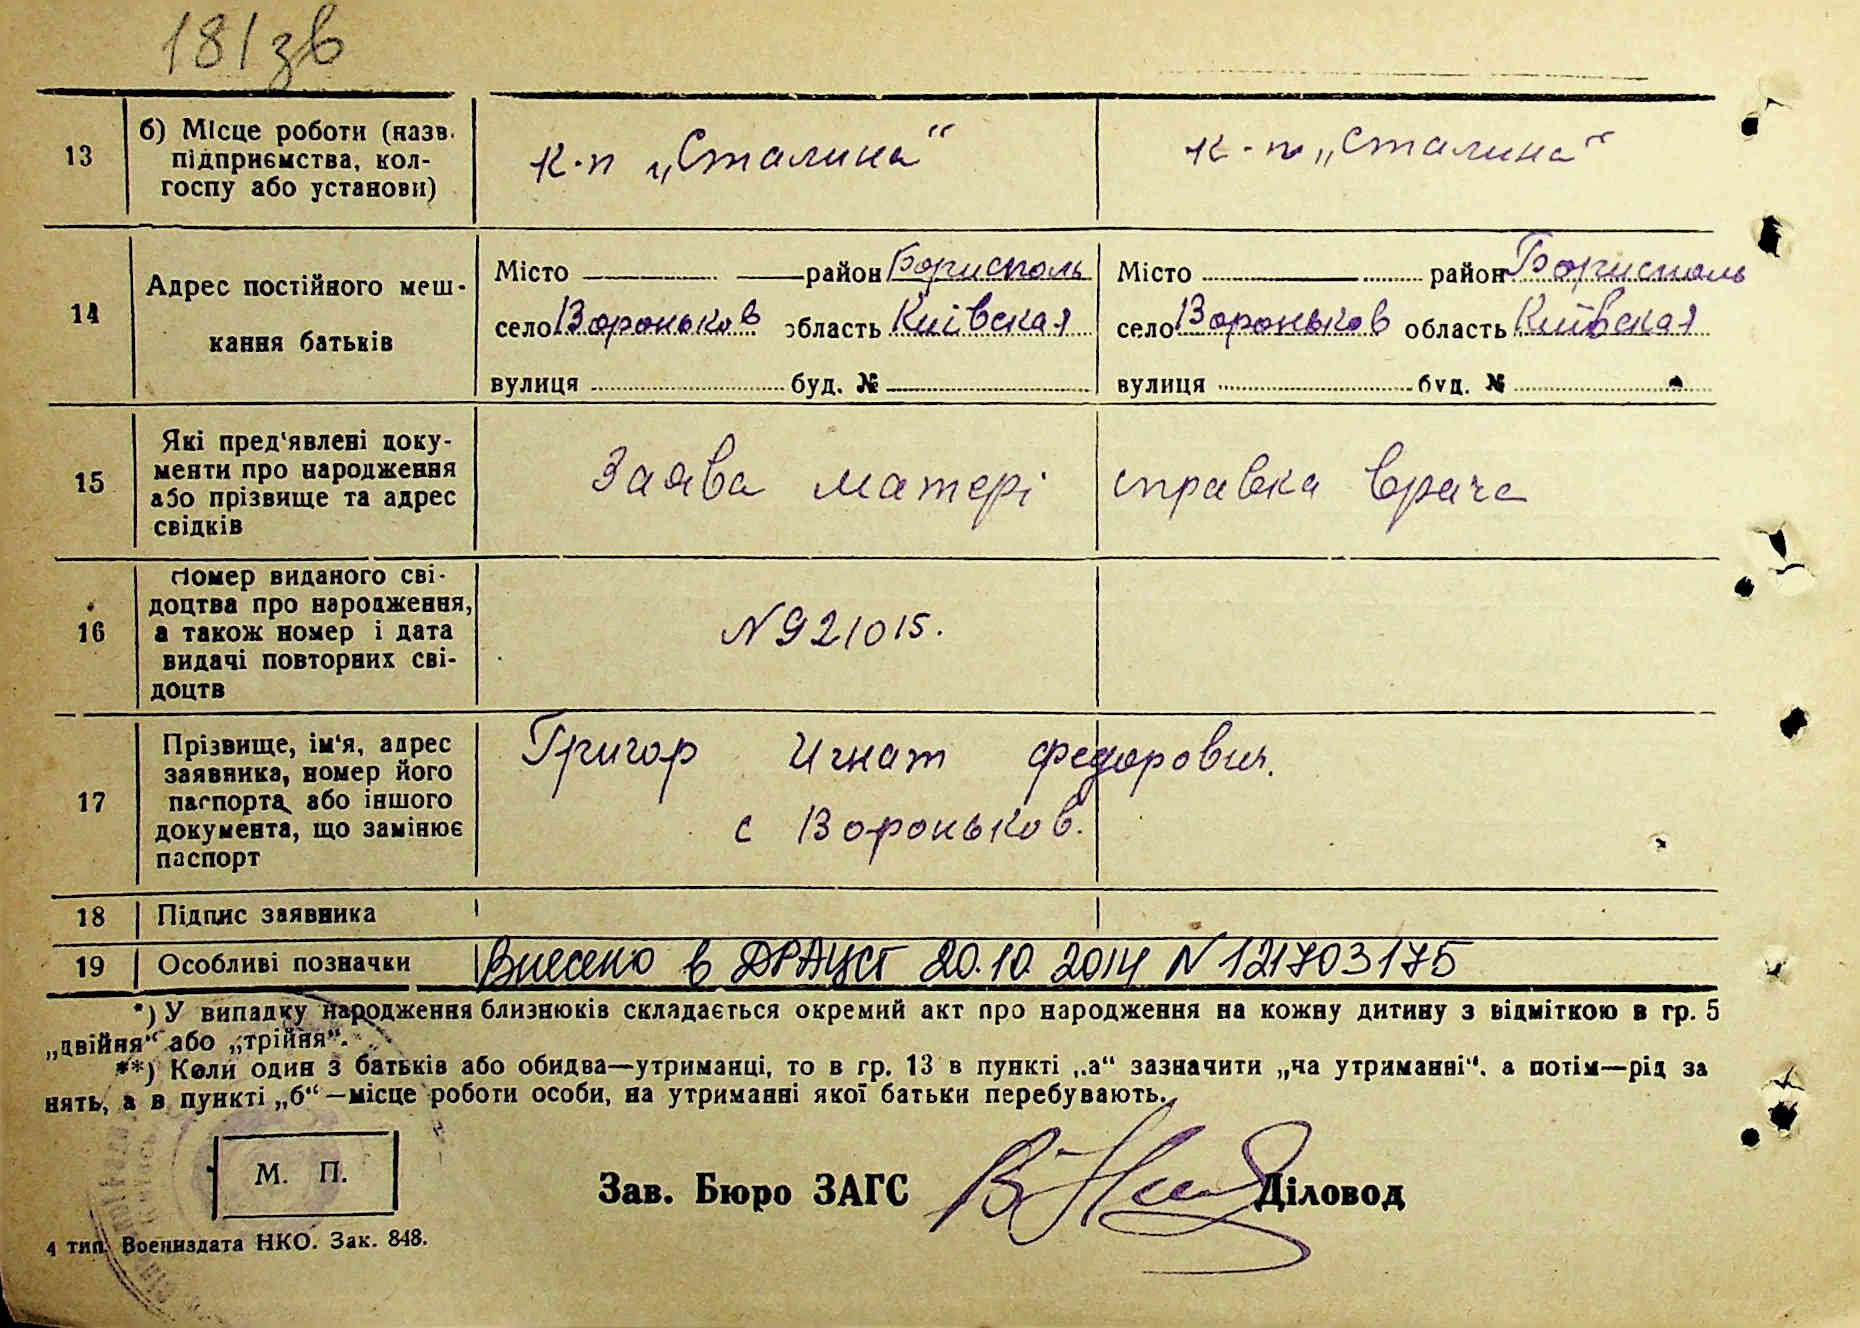 181зв
13
б) Місце роботи (назв.
підприємства, кол-
госпу або установи)
к-п „Сталина“
к-п „Сталина“
14
Адрес постійного меш-
кання батьків
Місто район Борисполь
село Вороньков область Киівская
вулиця буд. №
Місто район Борисполь
село Вороньков область Київская
вулиця буд. №
15
Які пред'явлені доку-
менти про народження
або прізвище та адрес
свідків
Заява матері справка врача
16
Номер виданого сві-
доцтва про народження,
а також номер і дата
видачі повторних сві-
доцтв
N921015.
17
Прізвище, ім'я, адрес
заявника, номер його
паспорта, або іншого
документа, що замінює
паспорт
Григор Игнат Федорович.
с Вороньков.
18
Підпис заявника
19
Особливі позначки
Внесено в ДРАЦСГ 20.10.2014 N 121703175
*) У випадку народження близнюків складається окремий акт про народження на кожну дитину з відміткою в гр. 5
„двійня“ або „трійня“.
**) Коли один з батьків або обидва—утриманці, то в гр. 13 в пункті „а“ зазначити „на утриманні“, а потім—рід за
нять, а в пункті „б“—місце роботи особи, на утриманні якої батьки перебувають.
М. П.
Зав. Бюро ЗАГС
Діловод
4 тип. Воениздата НКО. Зак. 848.